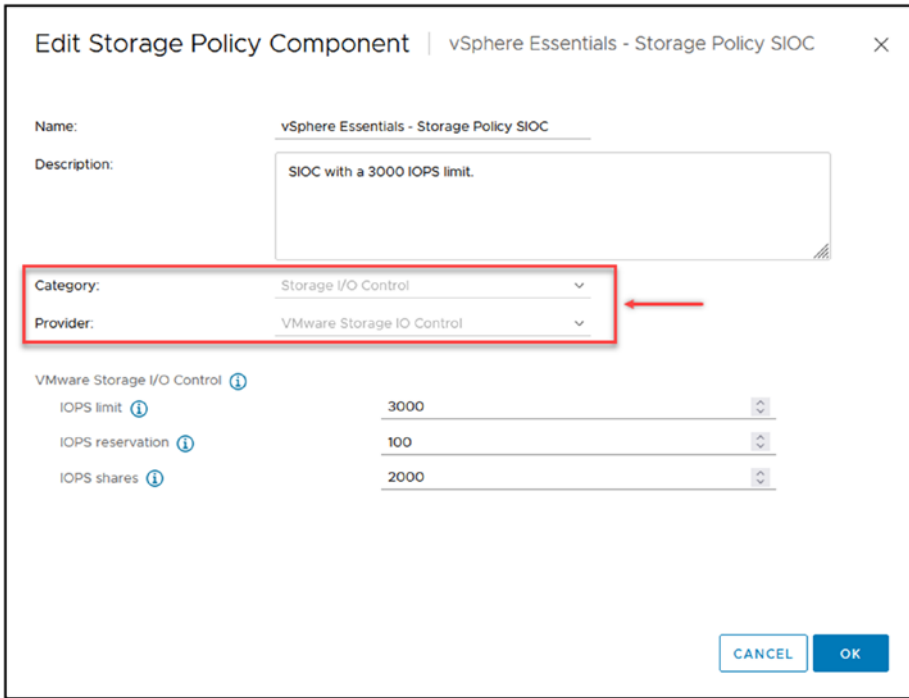 Edit Storage Policy Component | vSphere Essentials - Storage Policy SIOC
Name: vSphere Essentials - Storage Policy SIOC
Description: SIOC with a 3000 IOPS limit.
Category: Storage I/O Control
Provider: VMware Storage IO Control
VMware Storage I/O Control
IOPS limit 3000
IOPS reservation 100
IOPS shares 2000
CANCEL OK